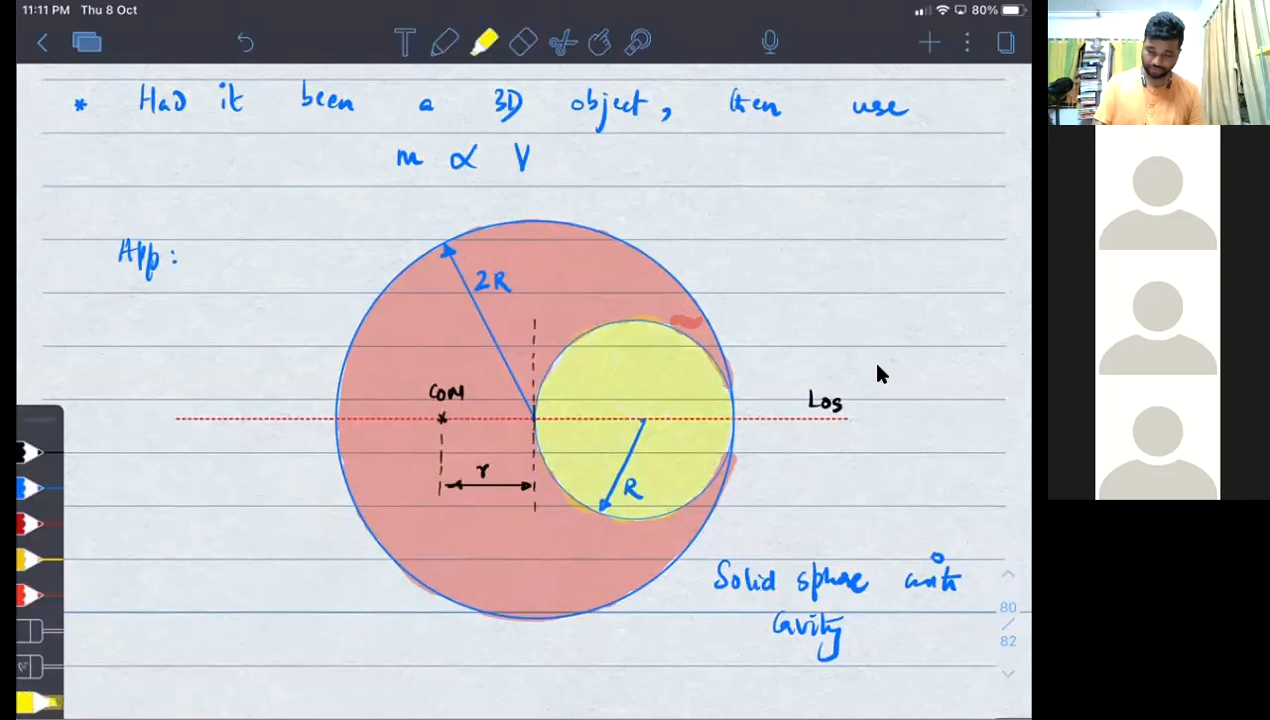 11:11 PM Thu 8 Oct
80%
* Had it been a 3D object, then use
m ∝ V
App:
2R
COM
LOS
r
R
Solid sphere with
cavity
80
/
82